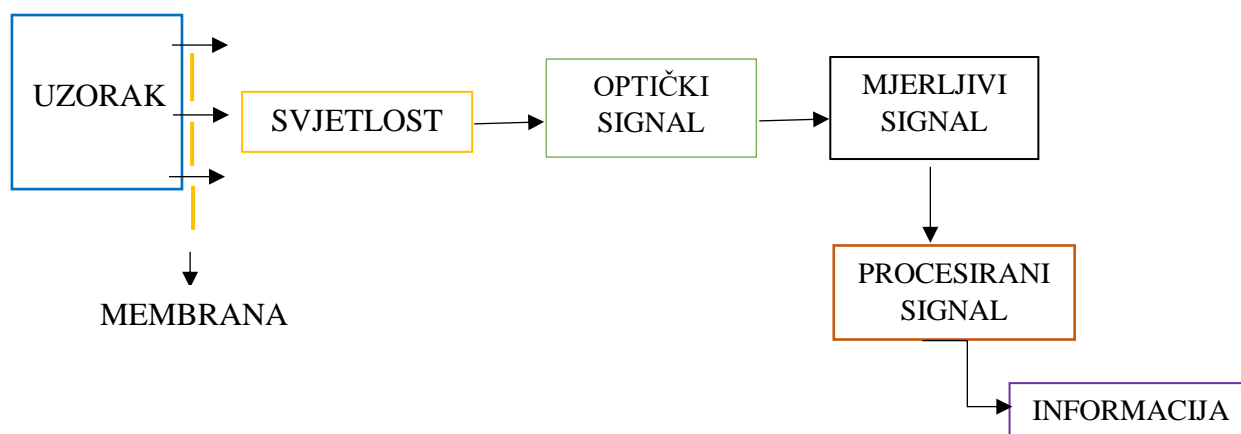 UZORAK
SVJETLOST
OPTIČKI
SIGNAL
MJERLJIVI
SIGNAL
MEMBRANA
PROCESIRANI
SIGNAL
INFORMACIJA